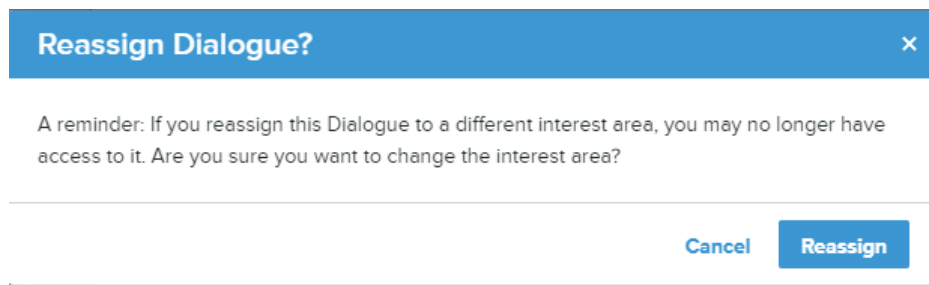 Reassign Dialogue?
A reminder: If you reassign this Dialogue to a different interest area, you may no longer have
access to it. Are you sure you want to change the interest area?
Cancel Reassign